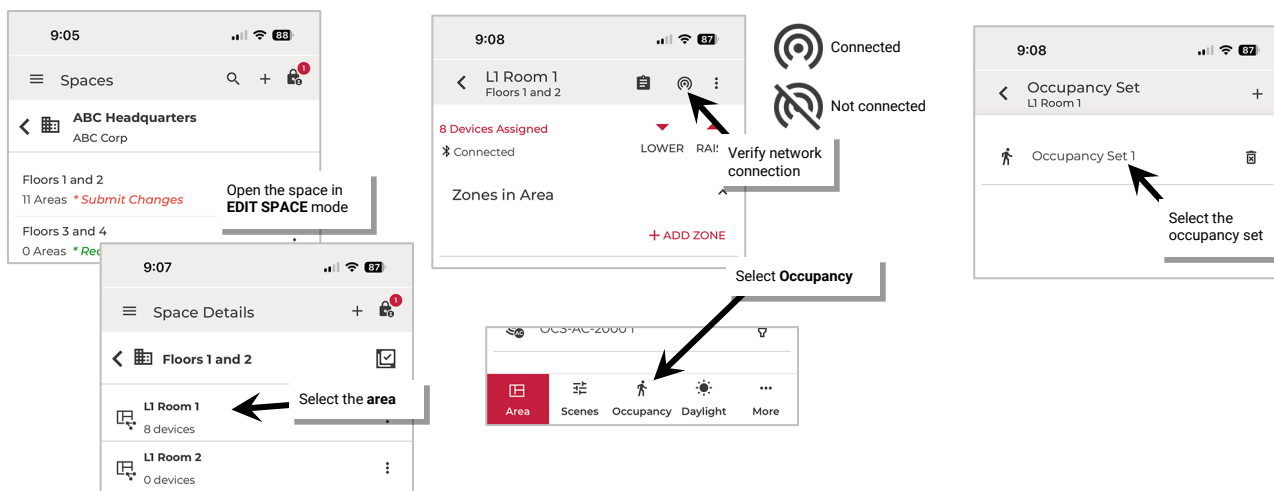 9:05
88
Spaces
1
ABC Headquarters
ABC Corp
Floors 1 and 2
11 Areas * Submit Changes
Floors 3 and 4
0 Areas
Open the space in
EDIT SPACE mode
9:07
87
Space Details
1
Floors 1 and 2
L1 Room 1
8 devices
L1 Room 2
0 devices
Select the area
9:08
87
L1 Room 1
Floors 1 and 2
8 Devices Assigned
Connected
LOWER
Zones in Area
+ ADD ZONE
Connected
Not connected
Verify network
connection
Select Occupancy
AC
OCS-AC-2000 1
Area Scenes Occupancy Daylight More
9:08
87
Occupancy Set
L1 Room 1
Occupancy Set 1
Select the
occupancy set